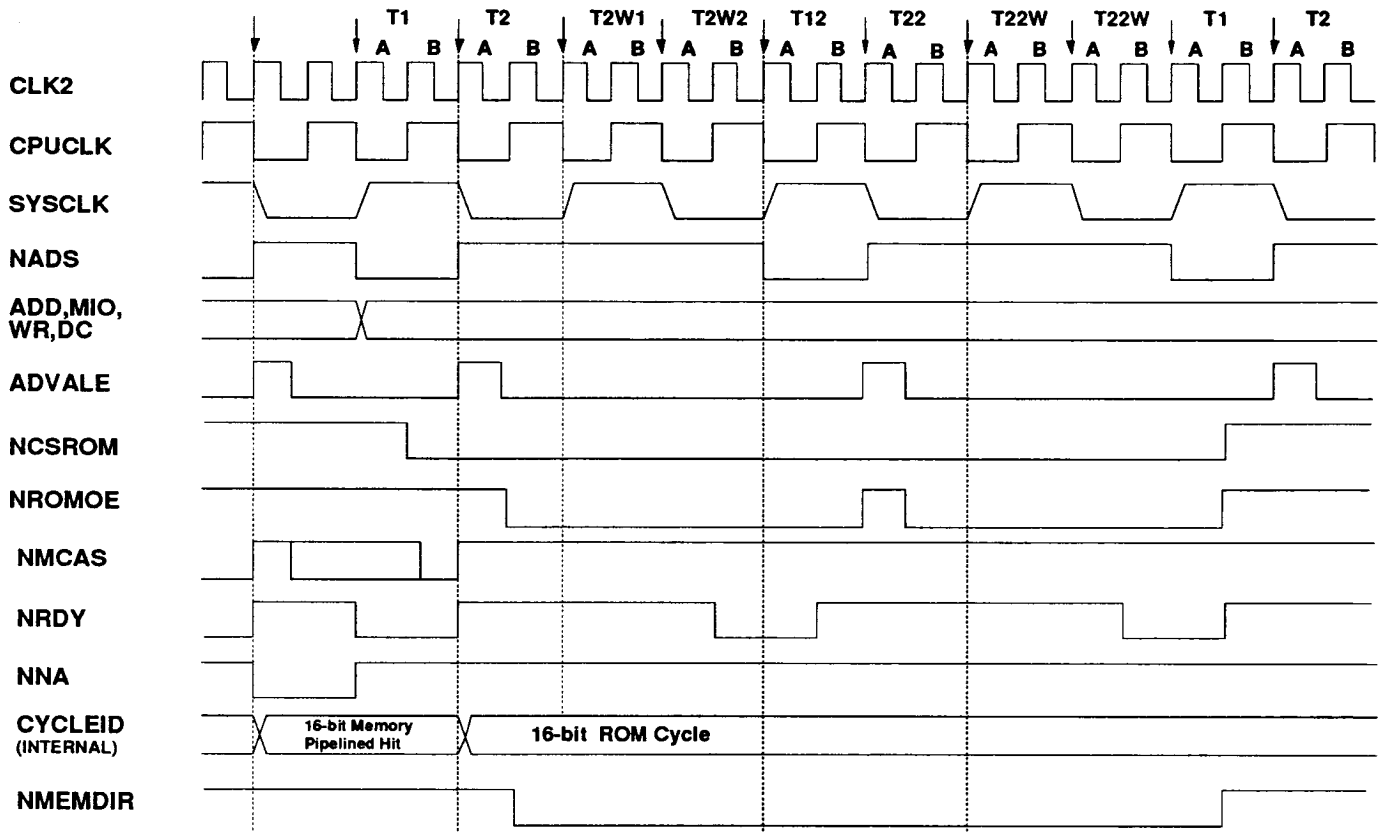 T1 T2 T2W1 T2W2 T12 T22 T22W T22W T1 T2
A B A B A B A B A B A B A B A B A B A B
CLK2
CPUCLK
SYSCLK
NADS
ADD,MIO,
WR,DC
ADVALE
NCSROM
NROMOE
NMCAS
NRDY
NNA
CYCLEID
(INTERNAL)
16-bit Memory
Pipelined Hit
16-bit ROM Cycle
NMEMDIR